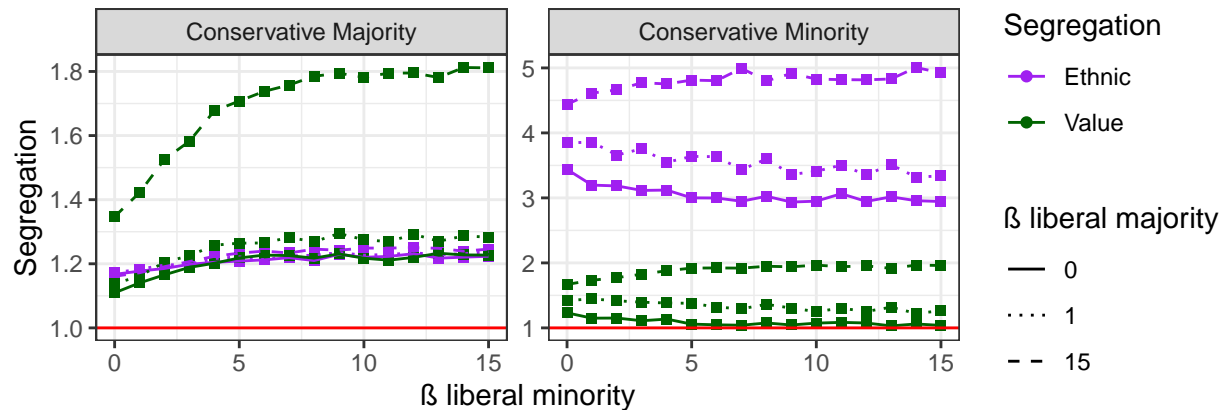 Conservative Majority
Conservative Minority
Segregation
1.8
1.6
1.4
1.2
1.0
0
5
10
15
5
4
3
2
1
0
5
10
15
ß liberal minority
Segregation
Ethnic
Value
ß liberal majority
0
1
15